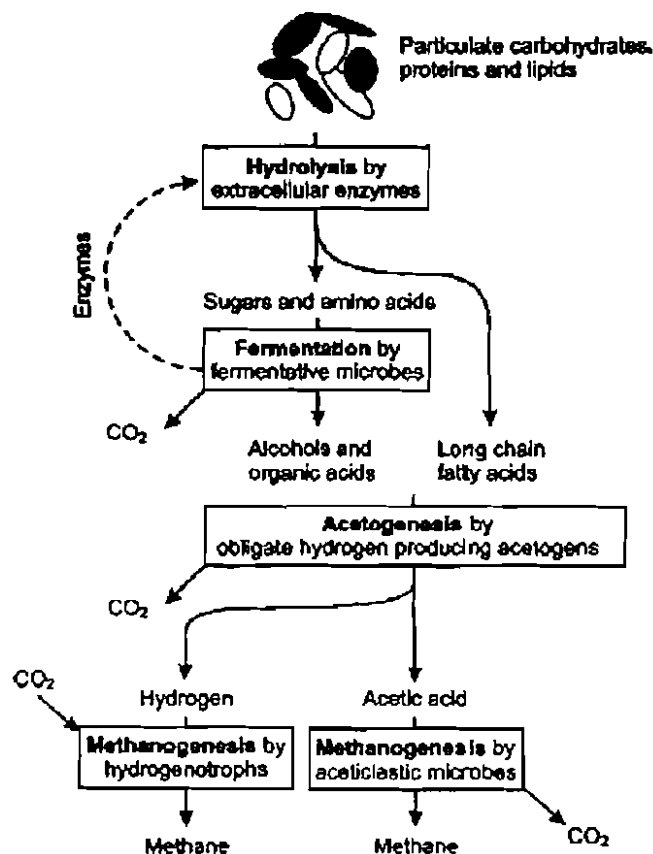 Particulate carbohydrates,
proteins and lipids
Hydrolysis by
extracellular enzymes
Enzymes
Sugars and amino acids
Fermentation by
fermentative microbes
CO₂
Alcohols and
organic acids
Long chain
fatty acids
Acetogenesis by
obligate hydrogen producing acetogens
CO₂
CO₂
Hydrogen
Acetic acid
Methanogenesis by
hydrogenotrophs
Methanogenesis by
aceticlastic microbes
CO₂
Methane
Methane